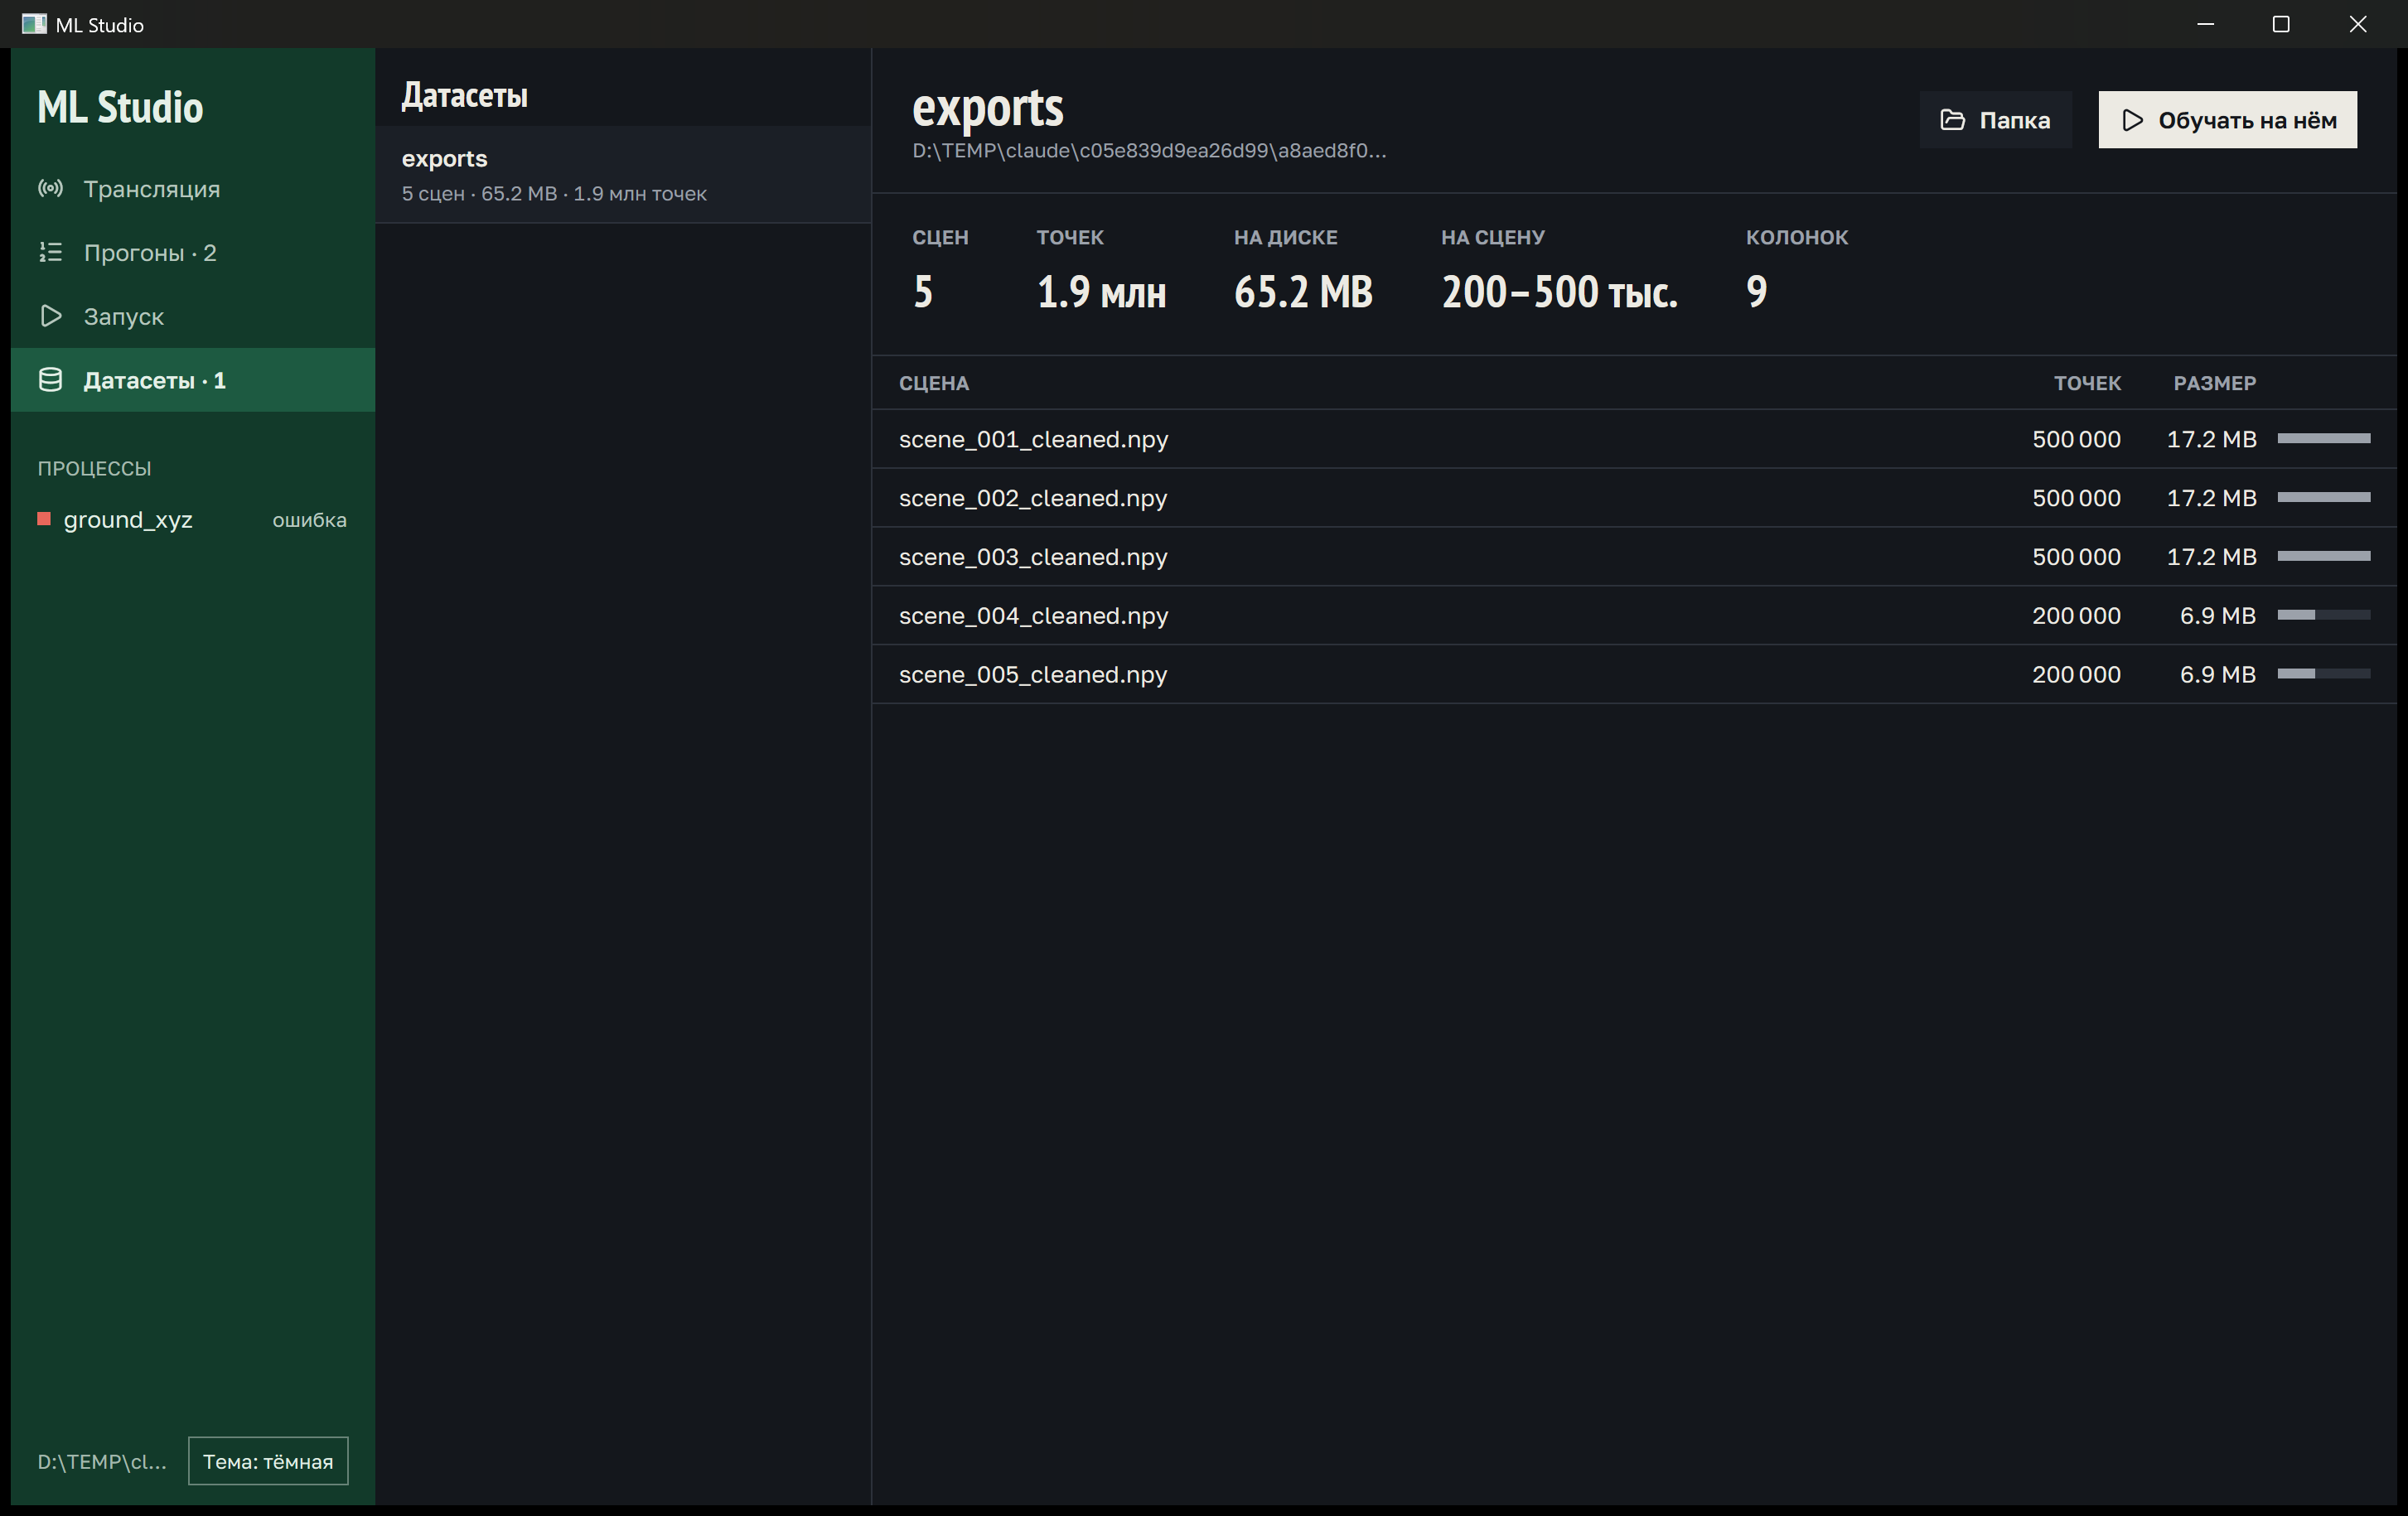 ML Studio
ML Studio
Трансляция
Прогоны · 2
Запуск
Датасеты · 1
ПРОЦЕССЫ
ground_xyz ошибка
D:\TEMP\cl...
Тема: тёмная
Датасеты
exports
5 сцен · 65.2 MB · 1.9 млн точек
exports
D:\TEMP\claude\c05e839d9ea26d99\a8aed8f0...
Папка
Обучать на нём
СЦЕН ТОЧЕК НА ДИСКЕ НА СЦЕНУ КОЛОНОК
5 1.9 млн 65.2 MB 200–500 тыс. 9
СЦЕНА ТОЧЕК РАЗМЕР
scene_001_cleaned.npy 500 000 17.2 MB
scene_002_cleaned.npy 500 000 17.2 MB
scene_003_cleaned.npy 500 000 17.2 MB
scene_004_cleaned.npy 200 000 6.9 MB
scene_005_cleaned.npy 200 000 6.9 MB